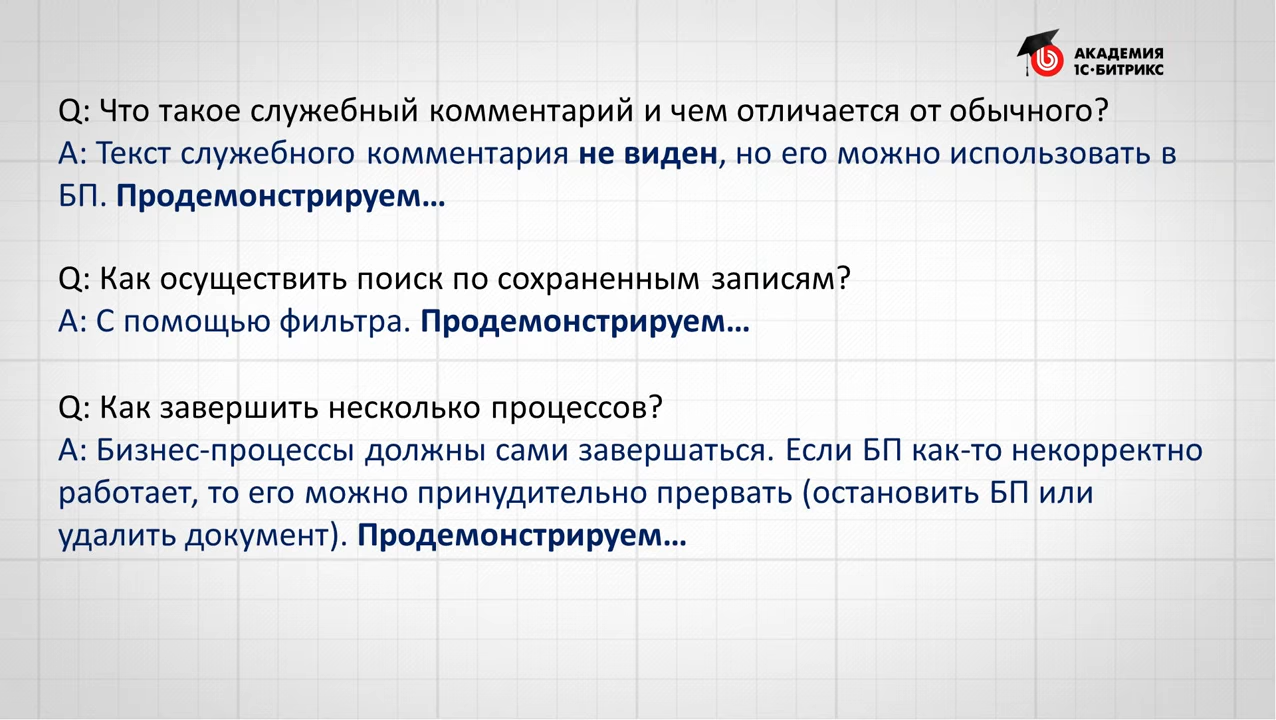 АКАДЕМИЯ
1С·БИТРИКС
Q: Что такое служебный комментарий и чем отличается от обычного?
А: Текст служебного комментария не виден, но его можно использовать в
БП. Продемонстрируем…
Q: Как осуществить поиск по сохраненным записям?
А: С помощью фильтра. Продемонстрируем…
Q: Как завершить несколько процессов?
А: Бизнес-процессы должны сами завершаться. Если БП как-то некорректно
работает, то его можно принудительно прервать (остановить БП или
удалить документ). Продемонстрируем…